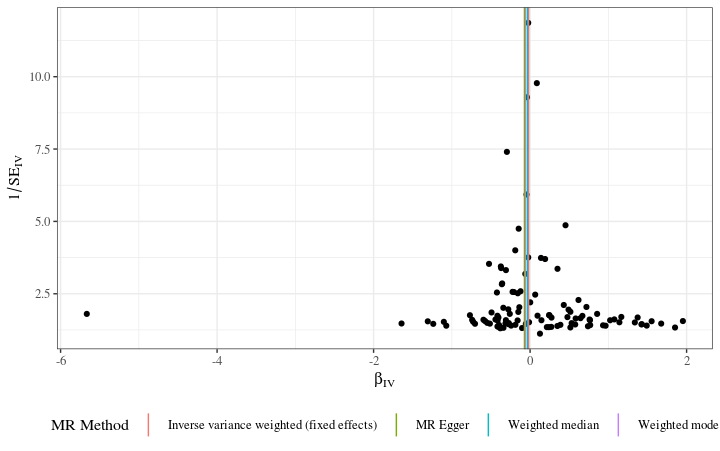 10.0
7.5
5.0
2.5
1/SE_IV
-6
-4
-2
0
2
β_IV
MR Method
Inverse variance weighted (fixed effects)
MR Egger
Weighted median
Weighted mode